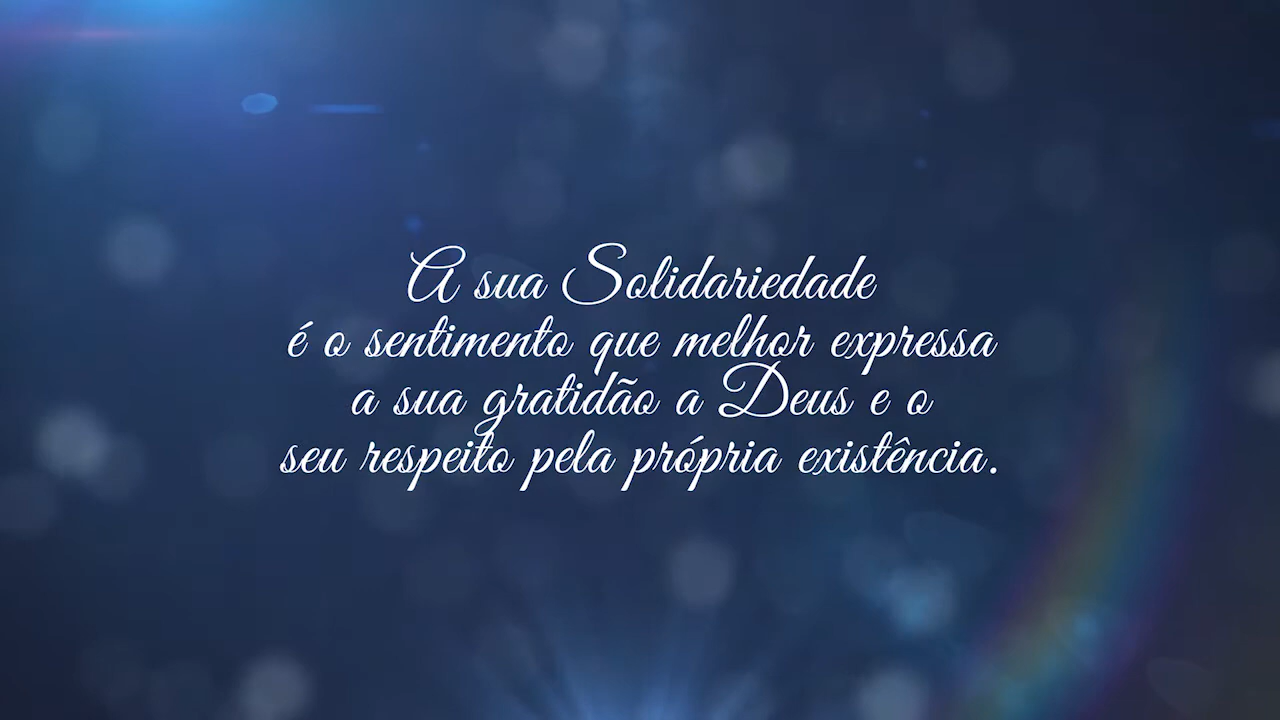 A sua Solidariedade
é o sentimento que melhor expressa
a sua gratidão a Deus e o
seu respeito pela própria existência.